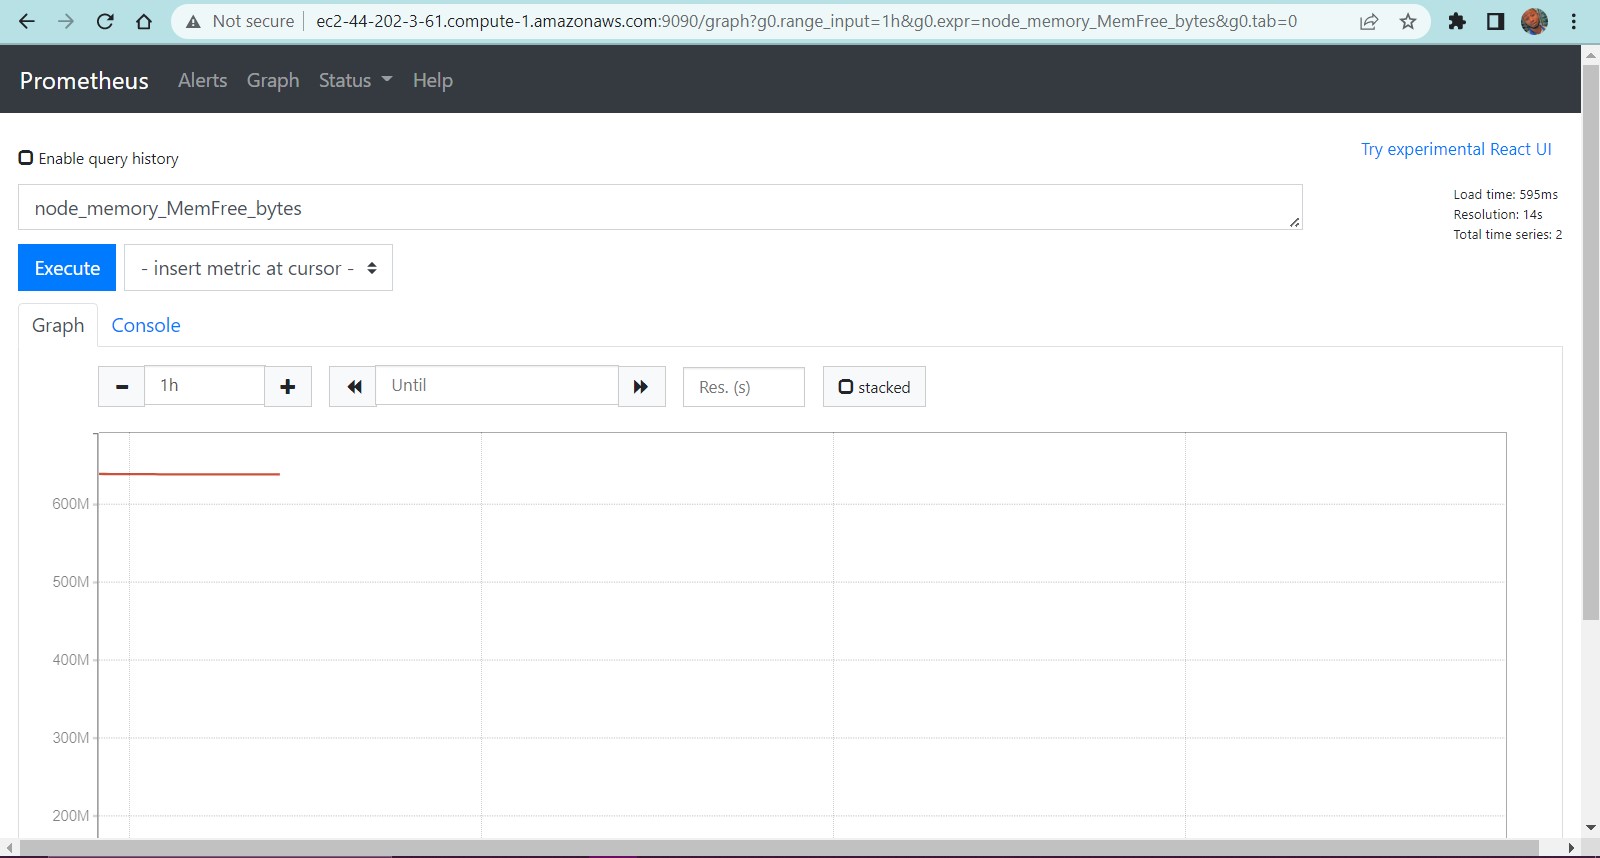 Not secure ec2-44-202-3-61.compute-1.amazonaws.com:9090/graph?g0.range_input=1h&g0.expr=node_memory_MemFree_bytes&g0.tab=0
Prometheus Alerts Graph Status Help
Enable query history
Try experimental React UI
node_memory_MemFree_bytes
Load time: 595ms
Resolution: 14s
Total time series: 2
Execute - insert metric at cursor -
Graph Console
1h Until Res. (s) stacked
600M
500M
400M
300M
200M